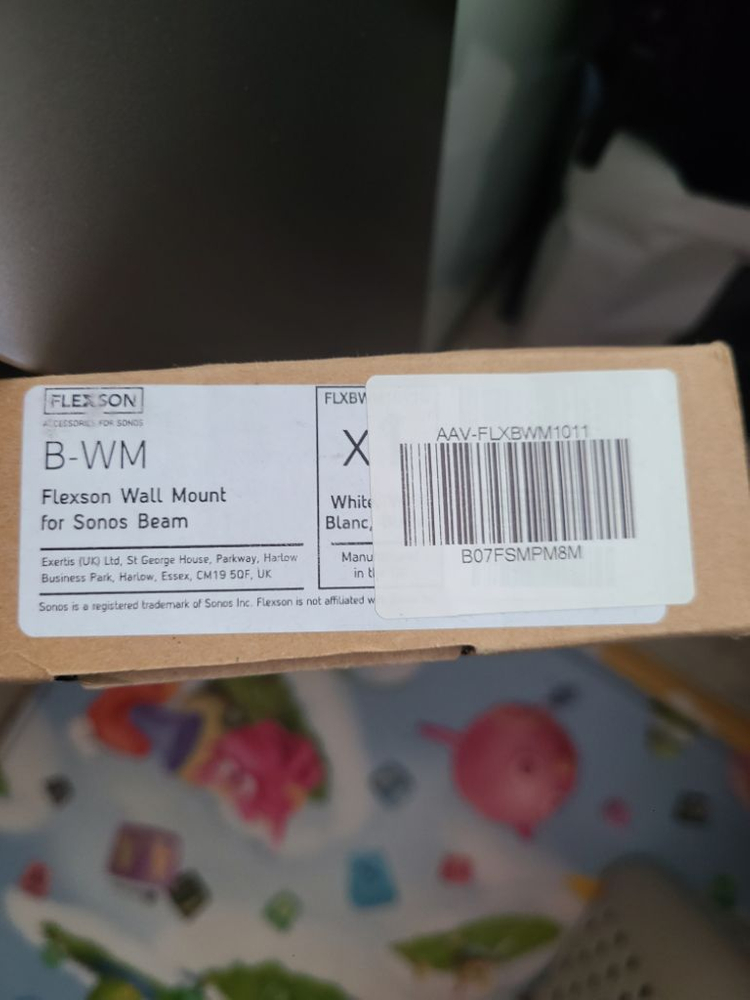 FLEXSON
ACCESSORIES FOR SONOS
B-WM
Flexson Wall Mount
for Sonos Beam
Exertis (UK) Ltd, St George House, Parkway, Harlow
Business Park, Harlow, Essex, CM19 5QF, UK
Sonos is a registered trademark of Sonos Inc. Flexson is not affiliated w
FLXBW
X
White
Blanc,
Manu
in t
AAV-FLXBWM1011
B07FSMPM8M